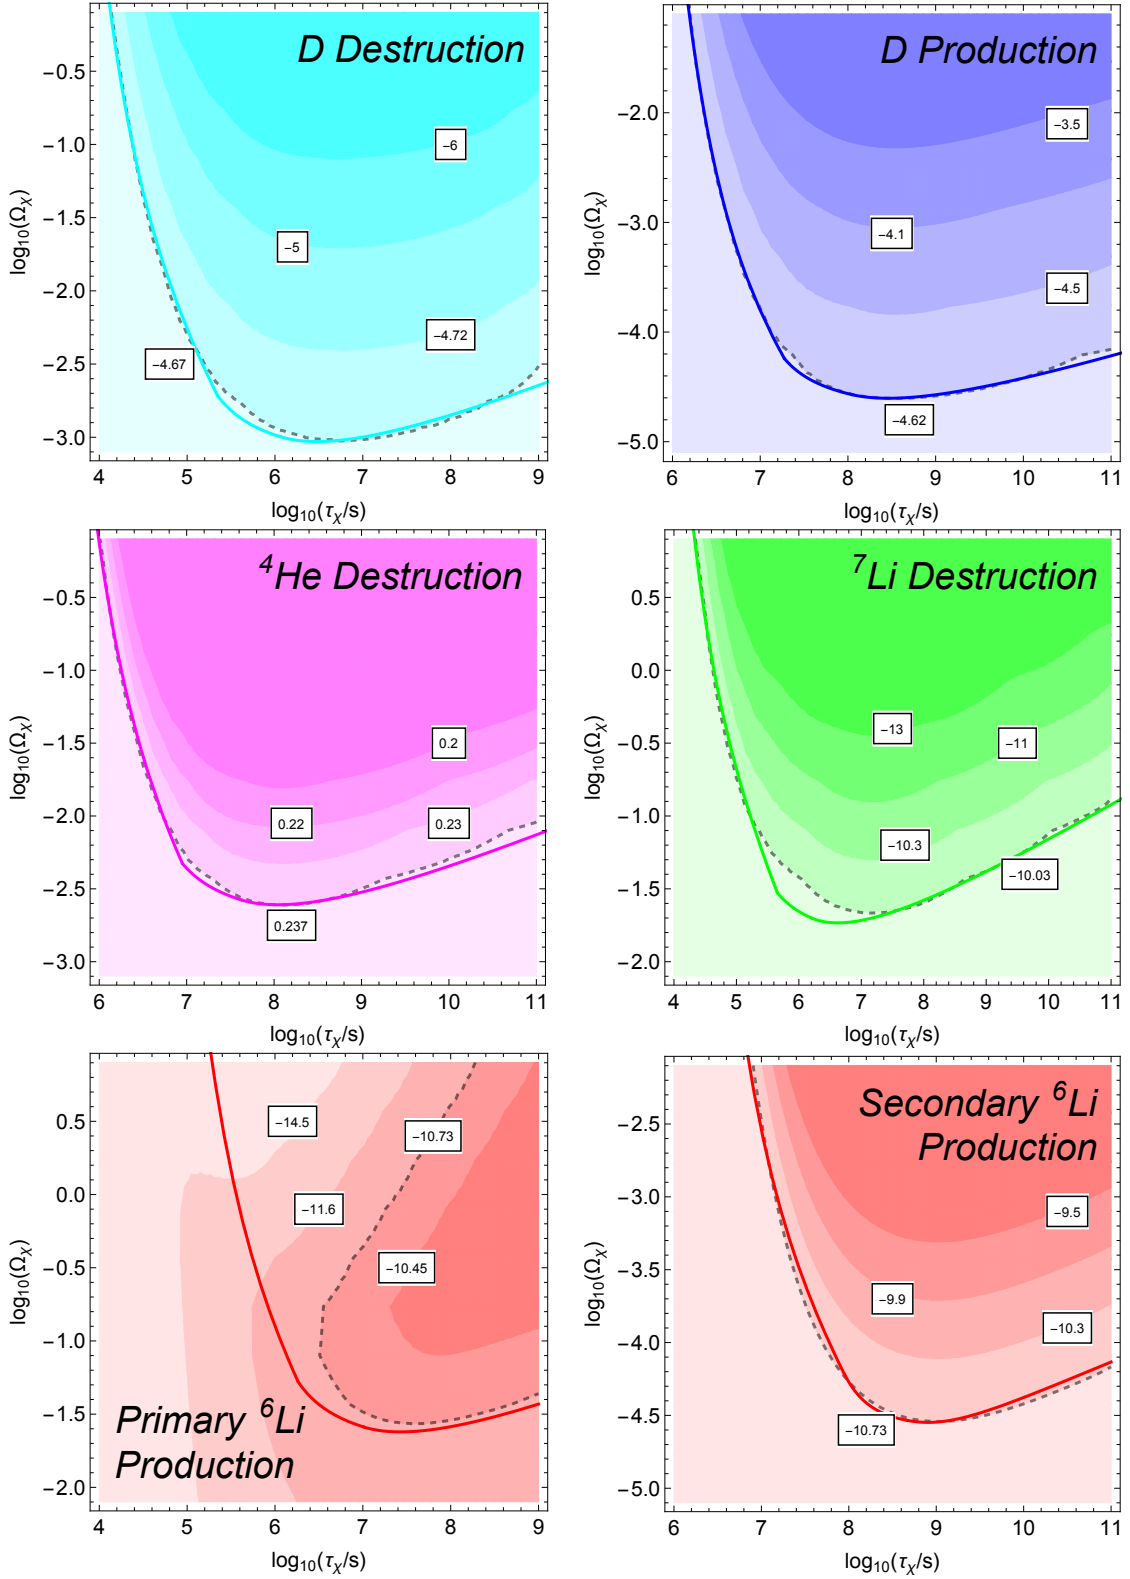 D Destruction
−0.5
−1.0
−1.5
−2.0
−2.5
−3.0
log₁₀(Ωχ)
−6
−5
−4.72
−4.67
4 5 6 7 8 9
log₁₀(τχ/s)
D Production
−2.0
−3.0
−4.0
−5.0
log₁₀(Ωχ)
−3.5
−4.1
−4.5
−4.62
6 7 8 9 10 11
log₁₀(τχ/s)
⁴He Destruction
−0.5
−1.0
−1.5
−2.0
−2.5
−3.0
log₁₀(Ωχ)
0.2
0.22
0.23
0.237
6 7 8 9 10 11
log₁₀(τχ/s)
⁷Li Destruction
0.5
0.0
−0.5
−1.0
−1.5
−2.0
log₁₀(Ωχ)
−13
−11
−10.3
−10.03
4 5 6 7 8 9 10 11
log₁₀(τχ/s)
0.5
0.0
−0.5
−1.0
−1.5
−2.0
log₁₀(Ωχ)
−14.5
−10.73
−11.6
−10.45
Primary ⁶Li
Production
4 5 6 7 8 9
log₁₀(τχ/s)
Secondary ⁶Li
Production
−2.5
−3.0
−3.5
−4.0
−4.5
−5.0
log₁₀(Ωχ)
−9.5
−9.9
−10.3
−10.73
6 7 8 9 10 11
log₁₀(τχ/s)